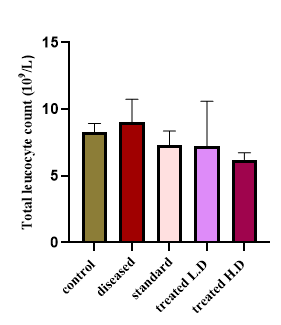 Total leucocyte count (10⁹/L)
15
10
5
0
control
diseased
standard
treated L.D
treated H.D